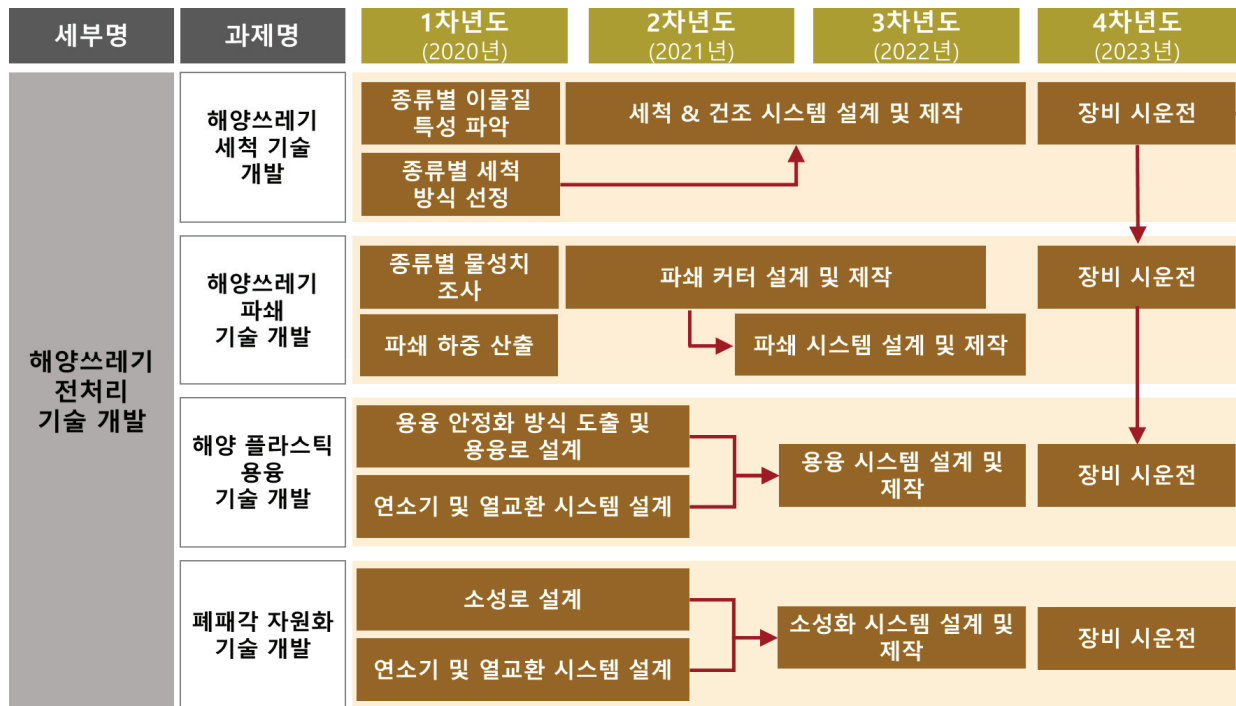 세부명
과제명
1차년도
(2020년)
2차년도
(2021년)
3차년도
(2022년)
4차년도
(2023년)
해양쓰레기
전처리
기술 개발
해양쓰레기
세척 기술
개발
종류별 이물질
특성 파악
종류별 세척
방식 선정
세척 & 건조 시스템 설계 및 제작
장비 시운전
해양쓰레기
파쇄
기술 개발
종류별 물성치
조사
파쇄 하중 산출
파쇄 커터 설계 및 제작
파쇄 시스템 설계 및 제작
장비 시운전
해양 플라스틱
용융
기술 개발
용융 안정화 방식 도출 및
용융로 설계
연소기 및 열교환 시스템 설계
용융 시스템 설계 및
제작
장비 시운전
폐패각 자원화
기술 개발
소성로 설계
연소기 및 열교환 시스템 설계
소성화 시스템 설계 및
제작
장비 시운전